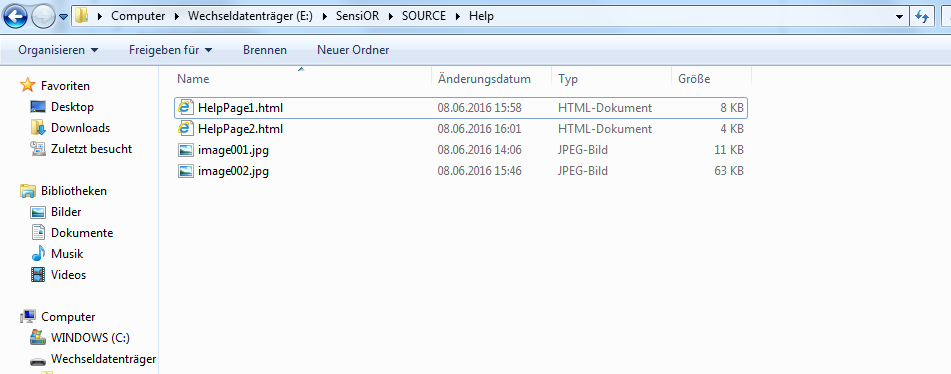 Computer Wechseldatenträger (E:) SensiOR SOURCE Help
Organisieren Freigeben für Brennen Neuer Ordner
Favoriten
Desktop
Downloads
Zuletzt besucht
Bibliotheken
Bilder
Dokumente
Musik
Videos
Computer
WINDOWS (C:)
Wechseldatenträger
Name Änderungsdatum Typ Größe
HelpPage1.html 08.06.2016 15:58 HTML-Dokument 8 KB
HelpPage2.html 08.06.2016 16:01 HTML-Dokument 4 KB
image001.jpg 08.06.2016 14:06 JPEG-Bild 11 KB
image002.jpg 08.06.2016 15:46 JPEG-Bild 63 KB